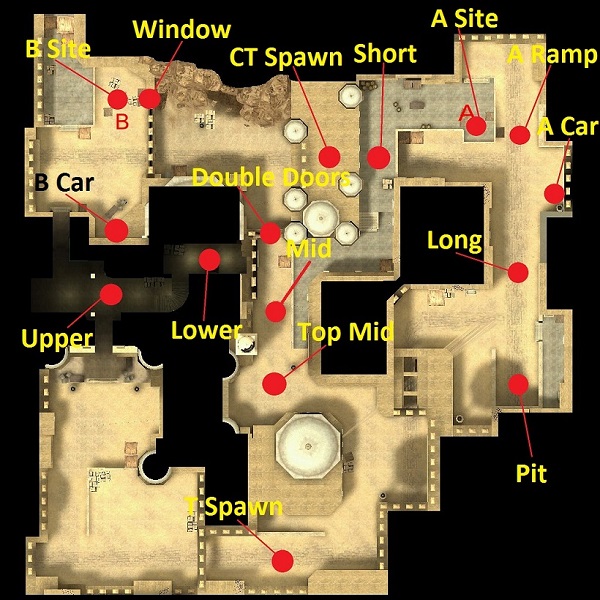 A Site
Window
B Site
CT Spawn
Short
A Ramp
A
B
A Car
B Car
Double Doors
Mid
Long
Upper
Lower
Top Mid
Pit
T Spawn